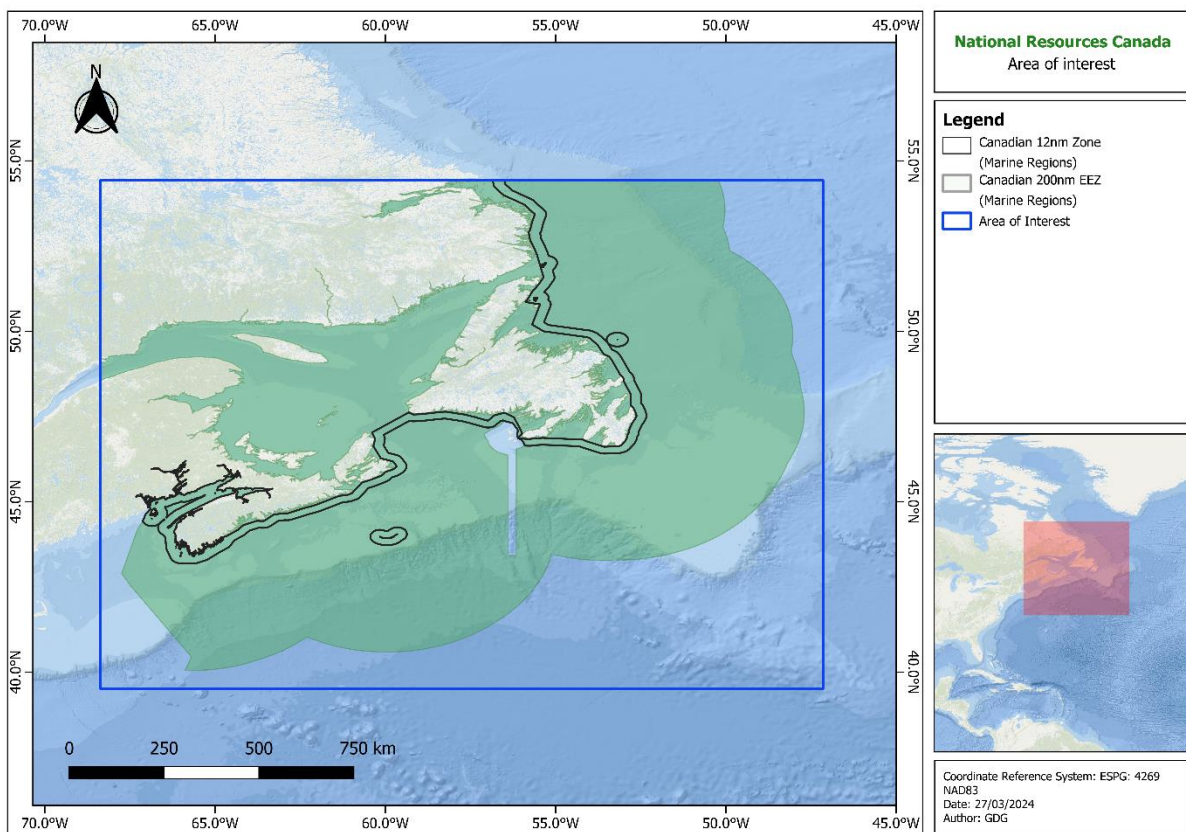 70.0°W 65.0°W 60.0°W 55.0°W 50.0°W 45.0°W
N
55.0°N 55.0°N
50.0°N 50.0°N
45.0°N 45.0°N
40.0°N 40.0°N
0 250 500 750 km
70.0°W 65.0°W 60.0°W 55.0°W 50.0°W 45.0°W
National Resources Canada
Area of interest
Legend
Canadian 12nm Zone
(Marine Regions)
Canadian 200nm EEZ
(Marine Regions)
Area of Interest
Coordinate Reference System: ESPG: 4269
NAD83
Date: 27/03/2024
Author: GDG